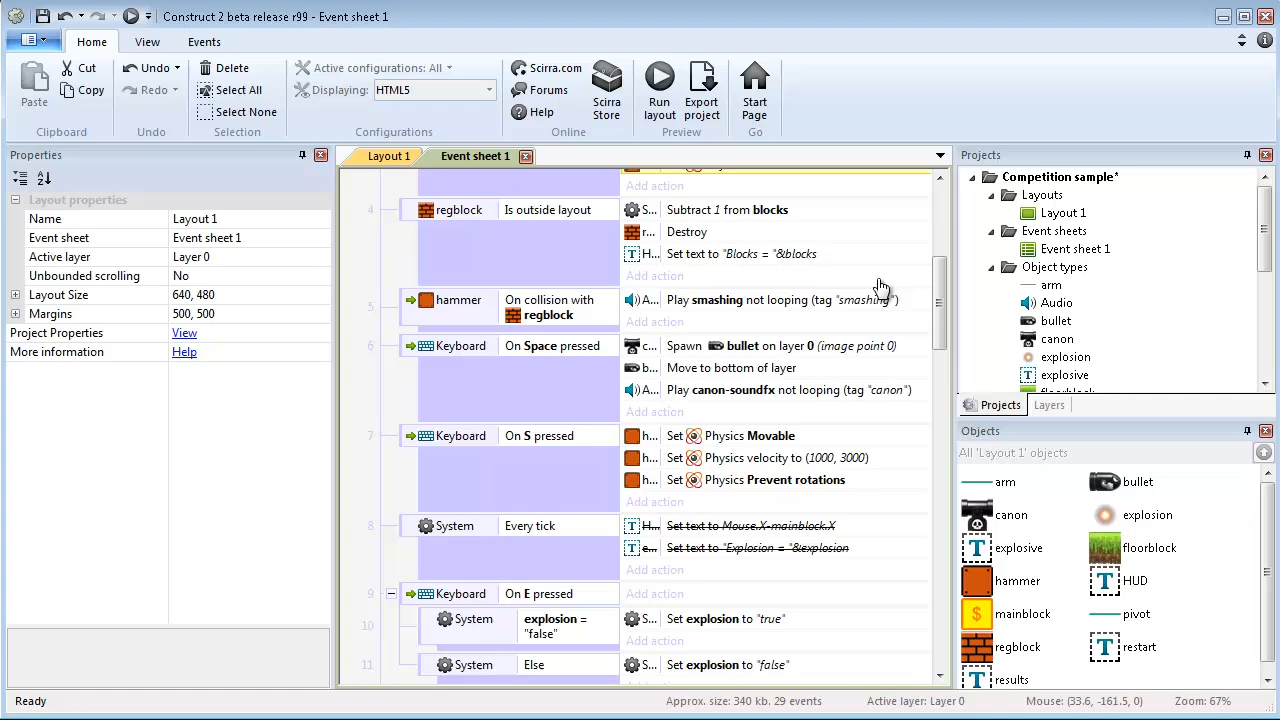 Construct 2 beta release r99 - Event sheet 1
Home View Events
Paste Cut Copy Clipboard
Undo Redo Undo
Delete Select All Select None Selection
Active configurations: All
Displaying: HTML5
Configurations
Scirra.com Forums Help Scirra Store Online
Run layout Export project Preview
Start Page Go
Properties
Layout properties
Name Layout 1
Event sheet Event sheet 1
Active layer Layer 0
Unbounded scrolling No
Layout Size 640, 480
Margins 500, 500
Project Properties View
More information Help
Layout 1 Event sheet 1
Add action
4 regblock Is outside layout S... Subtract 1 from blocks
r... Destroy
H... Set text to "Blocks = "&blocks
Add action
5 hammer On collision with regblock A... Play smashing not looping (tag "smashing")
Add action
6 Keyboard On Space pressed c... Spawn bullet on layer 0 (image point 0)
b... Move to bottom of layer
A... Play canon-soundfx not looping (tag "canon")
Add action
7 Keyboard On S pressed h... Set Physics Movable
h... Set Physics velocity to (1000, 3000)
h... Set Physics Prevent rotations
Add action
8 System Every tick H... Set text to Mouse.X-mainblock.X
e... Set text to "Explosion = "&explosion
Add action
9 Keyboard On E pressed Add action
10 System explosion = "false" S... Set explosion to "true"
Add action
11 System Else S... Set explosion to "false"
Projects
Competition sample*
Layouts
Layout 1
Event sheets
Event sheet 1
Object types
arm
Audio
bullet
canon
explosion
explosive
Projects Layers
Objects
All 'Layout 1' objects
arm bullet
canon explosion
explosive floorblock
hammer HUD
mainblock pivot
regblock restart
results
Ready Approx. size: 340 kb. 29 events Active layer: Layer 0 Mouse: (33.6, -161.5, 0) Zoom: 67%